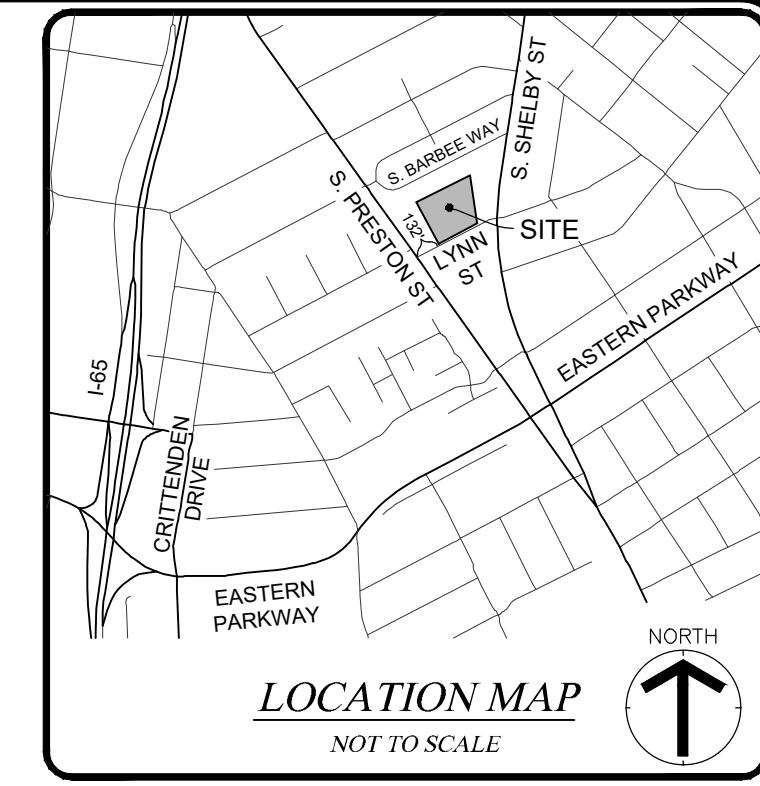 S. SHELBY ST
S. BARBEE WAY
S. PRESTON ST
132'
SITE
LYNN
ST
EASTERN PARKWAY
I-65
CRITTENDEN
DRIVE
EASTERN
PARKWAY
NORTH
LOCATION MAP
NOT TO SCALE